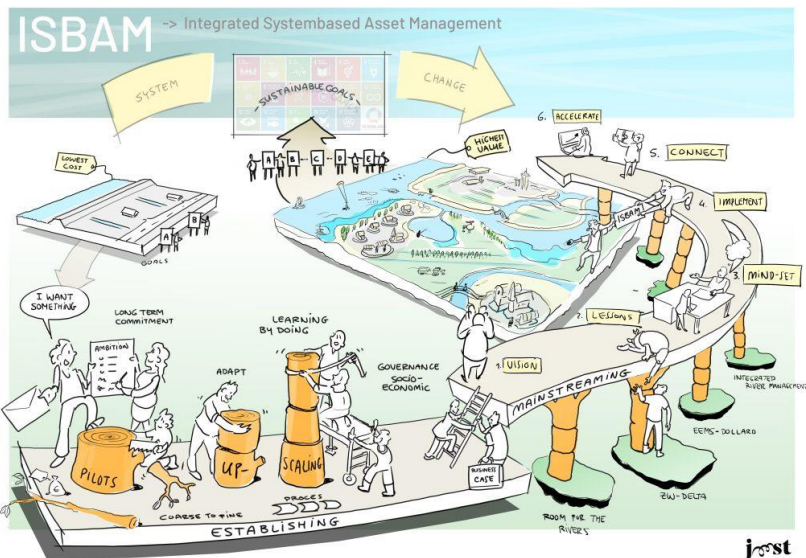 ISBAM
-> Integrated Systembased Asset Management
SYSTEM
SUSTAINABLE GOALS
CHANGE
LOWEST
COST
A
B
GOALS
A B C D E
HIGHEST
VALUE
6. ACCELERATE
5. CONNECT
4. IMPLEMENT
ISBAM
3. MIND-SET
2. LESSONS
1. VISION
MAINSTREAMING
I WANT
SOMETHING
LONG TERM
COMMITMENT
AMBITION
ADAPT
LEARNING
BY DOING
GOVERNANCE
SOCIO-
ECONOMIC
PILOTS
UP-
SCALING
BUSINESS
CASE
COARSE TO FINE
PROCES
ESTABLISHING
ROOM FOR THE
RIVERS
ZW-DELTA
EEMS-DOLLARD
INTEGRATED
RIVER MANAGEMENT